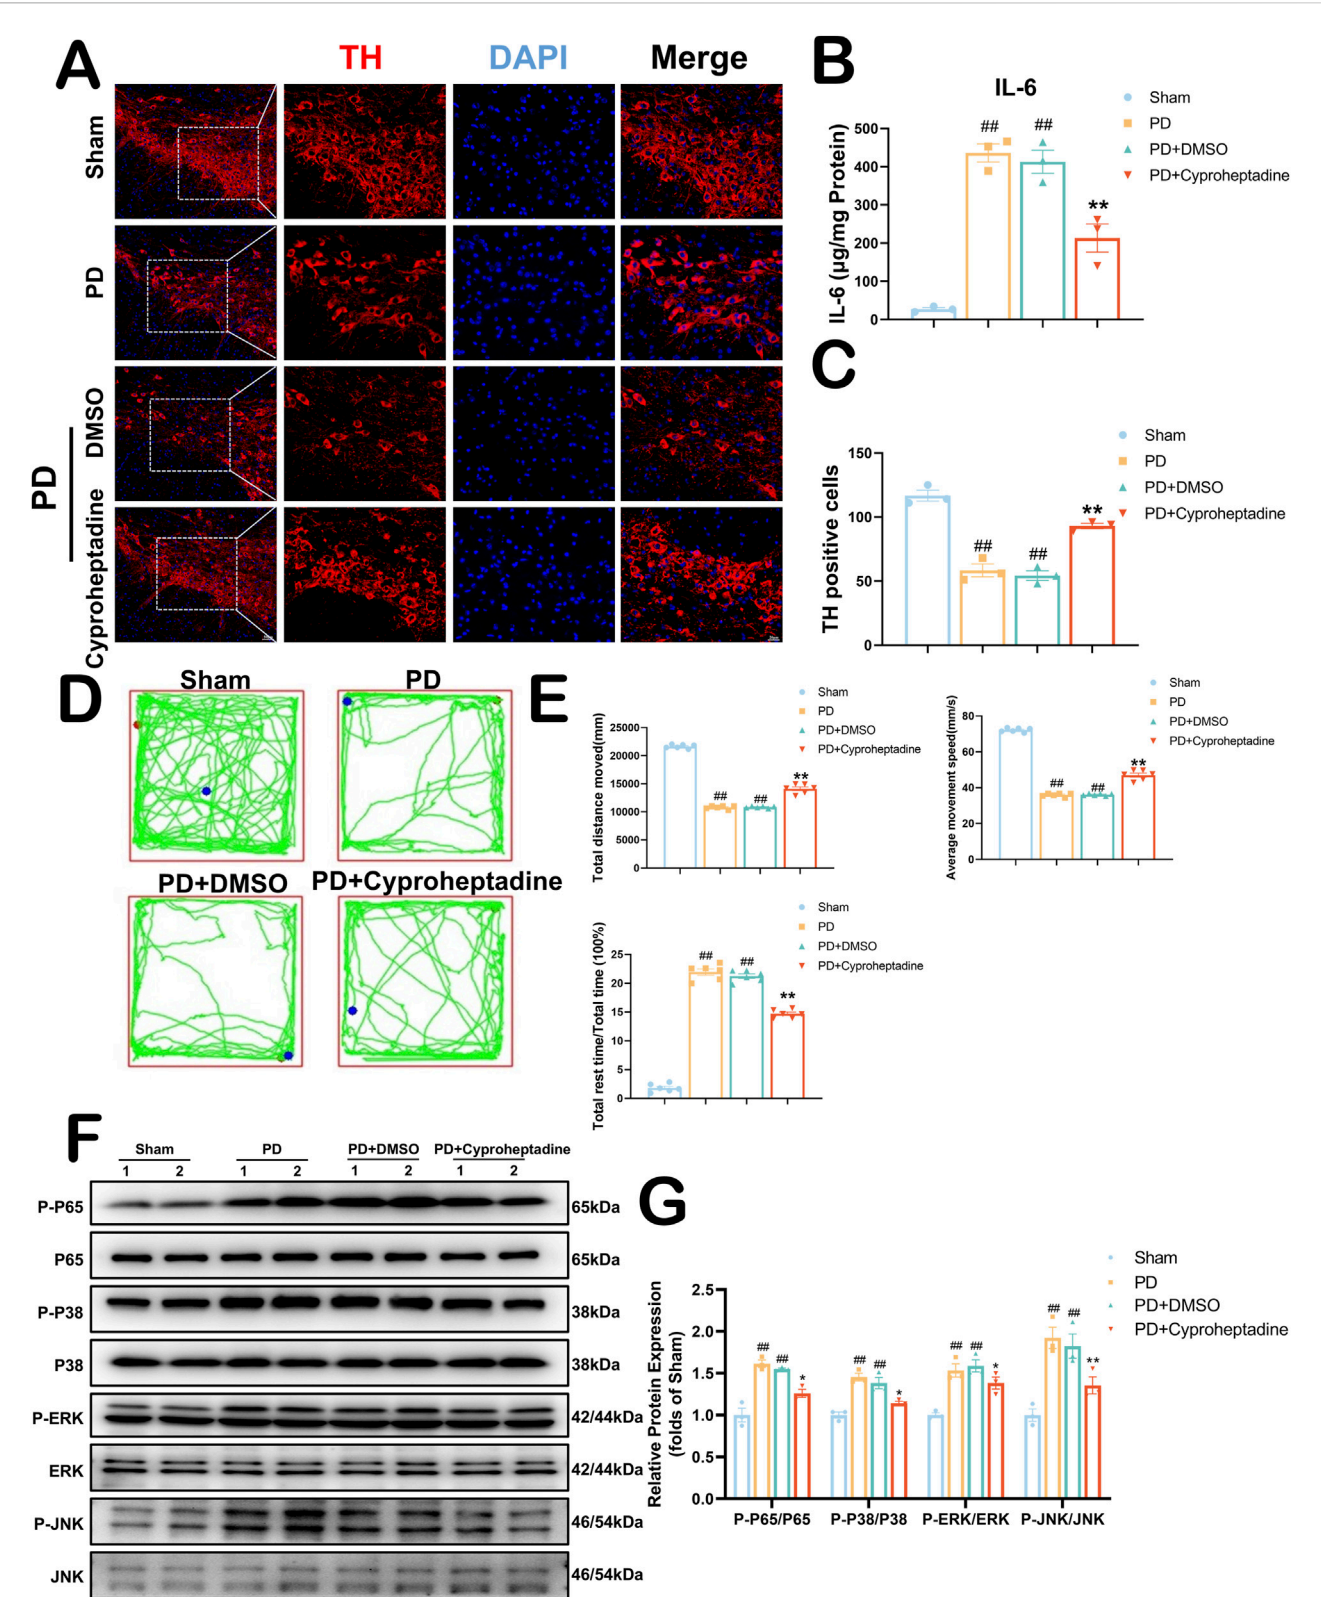 A
TH
DAPI
Merge
Sham
PD
DMSO
Cyproheptadine
PD
B
IL-6
IL-6 (μg/mg Protein)
500
400
300
200
100
0
##
##
**
Sham
PD
PD+DMSO
PD+Cyproheptadine
C
TH positive cells
150
100
50
0
##
##
**
Sham
PD
PD+DMSO
PD+Cyproheptadine
D
Sham
PD
PD+DMSO
PD+Cyproheptadine
E
Total distance moved(mm)
25000
20000
15000
10000
5000
0
##
##
**
Sham
PD
PD+DMSO
PD+Cyproheptadine
Average movement speed(mm/s)
80
60
40
20
0
##
##
**
Sham
PD
PD+DMSO
PD+Cyproheptadine
Total rest time/Total time (100%)
25
20
15
10
5
0
##
##
**
Sham
PD
PD+DMSO
PD+Cyproheptadine
F
Sham PD PD+DMSO PD+Cyproheptadine
1 2 1 2 1 2 1 2
P-P65 65kDa
P65 65kDa
P-P38 38kDa
P38 38kDa
P-ERK 42/44kDa
ERK 42/44kDa
P-JNK 46/54kDa
JNK 46/54kDa
G
Relative Protein Expression
(folds of Sham)
2.5
2.0
1.5
1.0
0.5
0.0
## ## *
## ## *
## ## *
## ## **
P-P65/P65 P-P38/P38 P-ERK/ERK P-JNK/JNK
Sham
PD
PD+DMSO
PD+Cyproheptadine